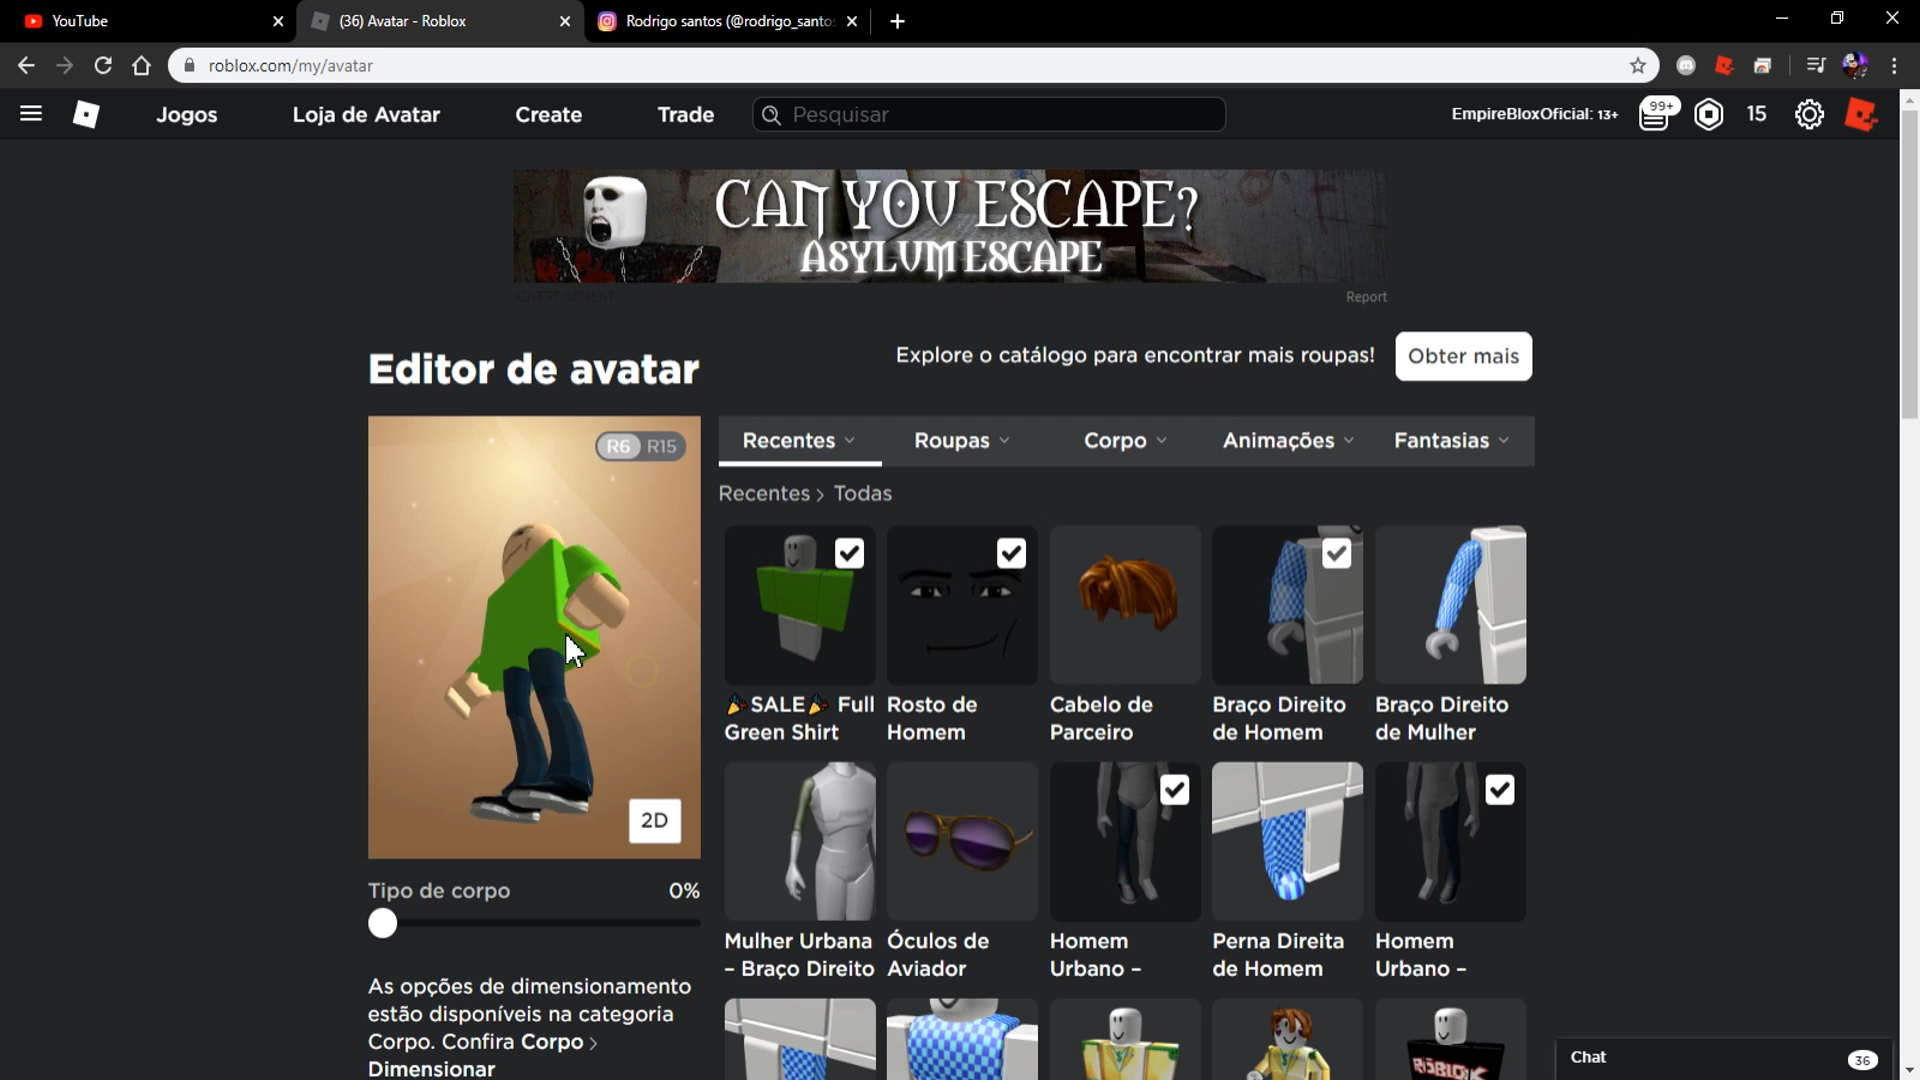 YouTube
(36) Avatar - Roblox
Rodrigo santos (@rodrigo_santo
roblox.com/my/avatar
Jogos
Loja de Avatar
Create
Trade
Pesquisar
EmpireBloxOficial: 13+
99+
15
CAN YOU ESCAPE?
ASYLUM ESCAPE
ADVERTISEMENT
Report
Editor de avatar
Explore o catálogo para encontrar mais roupas!
Obter mais
R6 R15
2D
Tipo de corpo
0%
As opções de dimensionamento
estão disponíveis na categoria
Corpo. Confira Corpo >
Dimensionar
Recentes
Roupas
Corpo
Animações
Fantasias
Recentes > Todas
🎉SALE🎉 Full
Green Shirt
Rosto de
Homem
Cabelo de
Parceiro
Braço Direito
de Homem
Braço Direito
de Mulher
Mulher Urbana
– Braço Direito
Óculos de
Aviador
Homem
Urbano –
Perna Direita
de Homem
Homem
Urbano –
ROBLOX
Chat
36